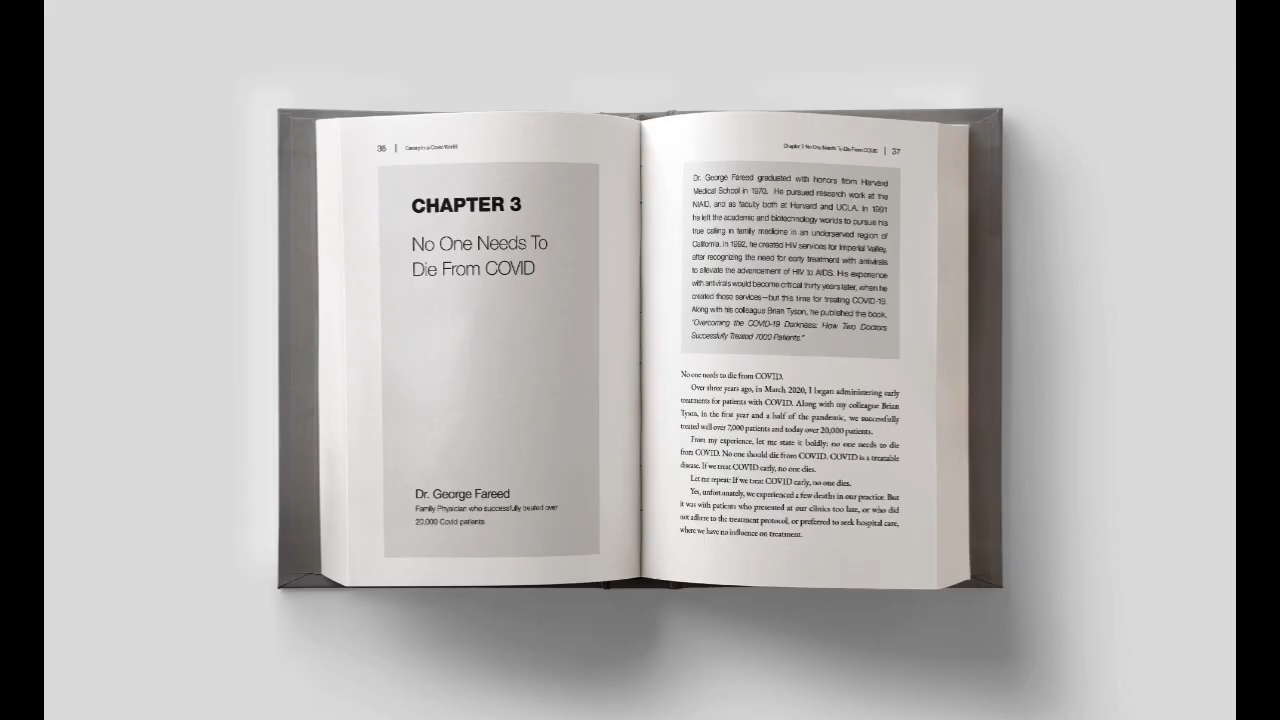 36 |
CHAPTER 3
No One Needs To
Die From COVID
Dr. George Fareed
Family Physician who successfully treated over
20,000 Covid patients
Chapter 3 No One Needs To Die From COVID | 37
Dr. George Fareed graduated with honors from Harvard
Medical School in 1970. He pursued research work at the
NIAID, and as faculty both at Harvard and UCLA. In 1991
he left the academic and biotechnology worlds to pursue his
true calling in family medicine in an underserved region of
California. In 1992, he created HIV services for Imperial Valley,
after recognizing the need for early treatment with antivirals
to alleviate the advancement of HIV to AIDS. His experience
with antivirals would become critical thirty years later, when he
created those services—but this time for treating COVID-19.
Along with his colleague Brian Tyson, he published the book,
"Overcoming the COVID-19 Darkness: How Two Doctors
Successfully Treated 7000 Patients."
No one needs to die from COVID.
Over three years ago, in March 2020, I began administering early
treatments for patients with COVID. Along with my colleague Brian
Tyson, in the first year and a half of the pandemic, we successfully
treated well over 7,000 patients and today over 20,000 patients.
From my experience, let me state it boldly: no one needs to die
from COVID. No one should die from COVID. COVID is a treatable
disease. If we treat COVID early, no one dies.
Let me repeat: If we treat COVID early, no one dies.
Yes, unfortunately, we experienced a few deaths in our practice. But
it was with patients who presented at our clinics too late, or who did
not adhere to the treatment protocol, or preferred to seek hospital care,
where we have no influence on treatment.